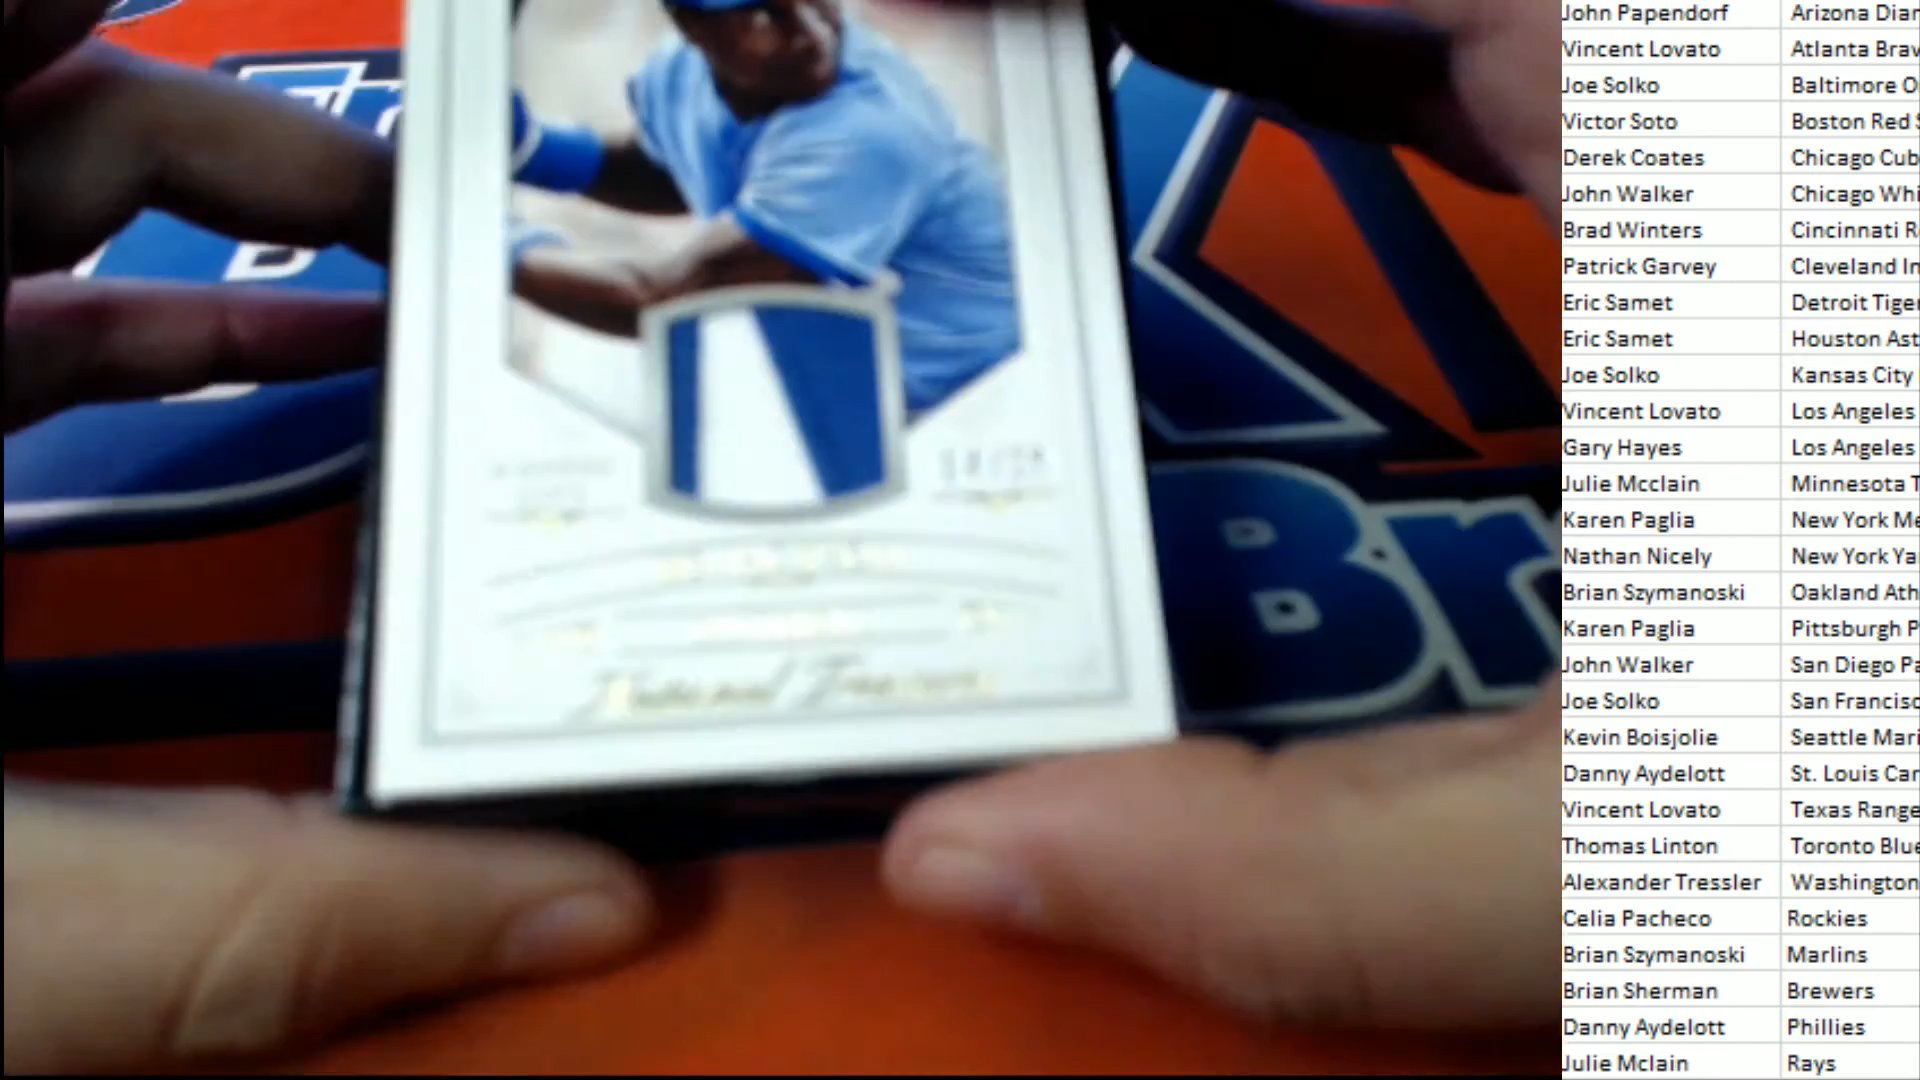 National Treasures
Br
John Papendorf Arizona Dian
Vincent Lovato Atlanta Brav
Joe Solko Baltimore O
Victor Soto Boston Red S
Derek Coates Chicago Cub
John Walker Chicago Whi
Brad Winters Cincinnati R
Patrick Garvey Cleveland In
Eric Samet Detroit Tiger
Eric Samet Houston Ast
Joe Solko Kansas City
Vincent Lovato Los Angeles
Gary Hayes Los Angeles
Julie Mcclain Minnesota T
Karen Paglia New York Me
Nathan Nicely New York Ya
Brian Szymanoski Oakland Ath
Karen Paglia Pittsburgh P
John Walker San Diego Pa
Joe Solko San Francisc
Kevin Boisjolie Seattle Mari
Danny Aydelott St. Louis Car
Vincent Lovato Texas Range
Thomas Linton Toronto Blue
Alexander Tressler Washington
Celia Pacheco Rockies
Brian Szymanoski Marlins
Brian Sherman Brewers
Danny Aydelott Phillies
Julie Mclain Rays